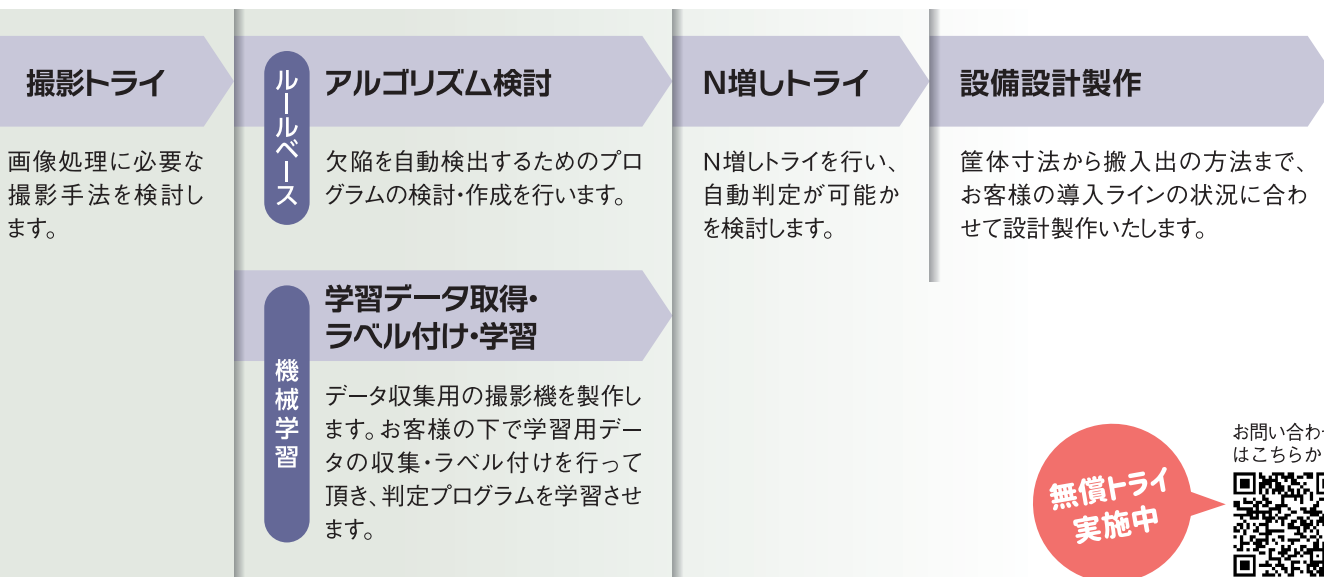 撮影トライ
画像処理に必要な
撮影手法を検討し
ます。
ルールベース
アルゴリズム検討
欠陥を自動検出するためのプロ
グラムの検討・作成を行います。
機械学習
学習データ取得・
ラベル付け・学習
データ収集用の撮影機を製作し
ます。お客様の下で学習用デー
タの収集・ラベル付けを行って
頂き、判定プログラムを学習させ
ます。
N増しトライ
N増しトライを行い、
自動判定が可能か
を検討します。
設備設計製作
筐体寸法から搬入出の方法まで、
お客様の導入ラインの状況に合わ
せて設計製作いたします。
無償トライ
実施中
お問い合わ
はこちらか